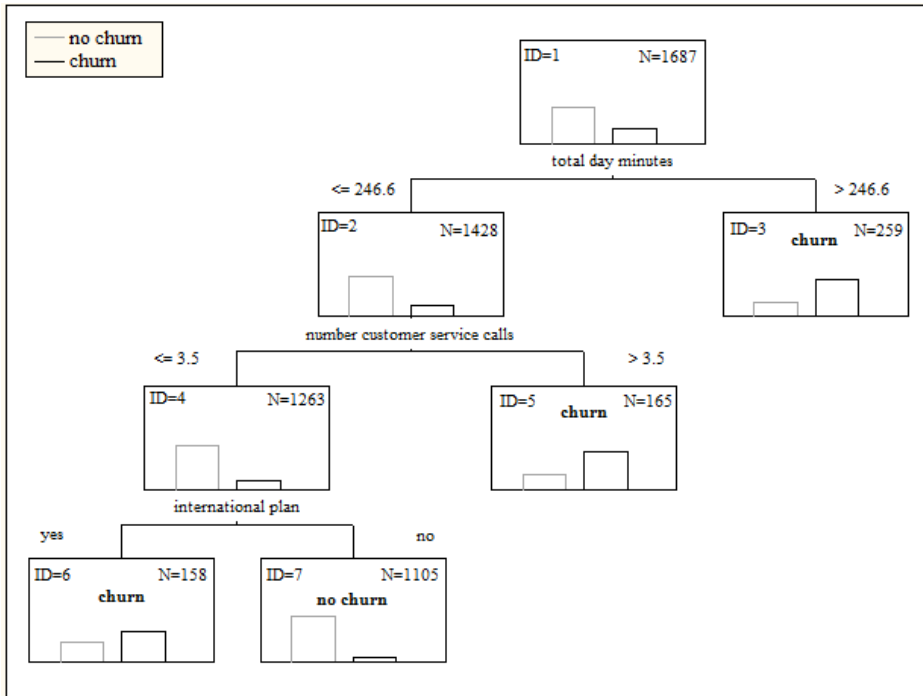 no churn
churn
ID=1 N=1687
total day minutes
<= 246.6 > 246.6
ID=2 N=1428
ID=3 N=259
churn
number customer service calls
<= 3.5 > 3.5
ID=4 N=1263
ID=5 N=165
churn
international plan
yes no
ID=6 N=158
churn
ID=7 N=1105
no churn